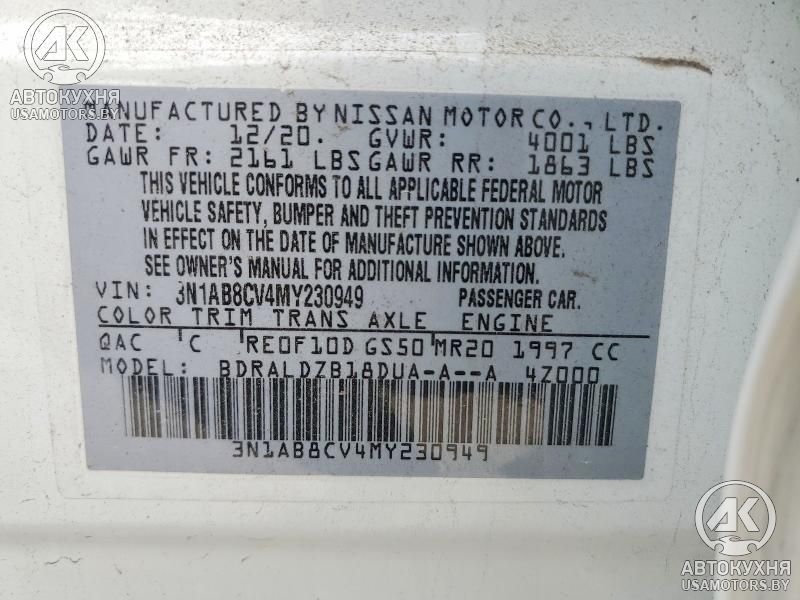 АК
АВТОКУХНЯ
USAMOTORS.BY
MANUFACTURED BY NISSAN MOTOR CO., LTD.
DATE: 12/20. GVWR: 4001 LBS
GAWR FR: 2161 LBS GAWR RR: 1863 LBS
THIS VEHICLE CONFORMS TO ALL APPLICABLE FEDERAL MOTOR
VEHICLE SAFETY, BUMPER AND THEFT PREVENTION STANDARDS
IN EFFECT ON THE DATE OF MANUFACTURE SHOWN ABOVE.
SEE OWNER'S MANUAL FOR ADDITIONAL INFORMATION.
VIN: 3N1AB8CV4MY230949 PASSENGER CAR.
COLOR TRIM TRANS AXLE ENGINE
QAC C RE0F10D GS50 MR20 1997 CC
MODEL: BDRALDZB18DUA-A--A 4Z000
3N1AB8CV4MY230949
АК
АВТОКУХНЯ
USAMOTORS.BY